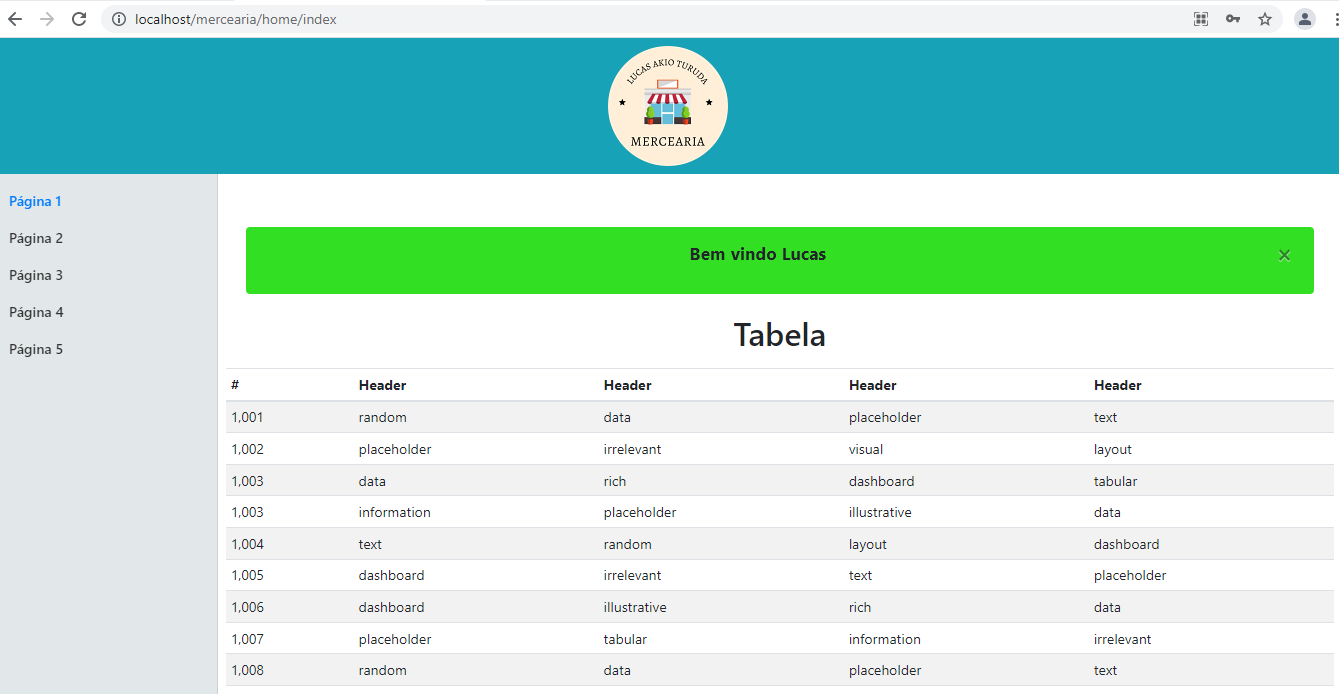 localhost/mercearia/home/index
LUCAS AKIO TURUDA
MERCEARIA
Página 1
Página 2
Página 3
Página 4
Página 5
Bem vindo Lucas ×
Tabela
# Header Header Header Header
1,001 random data placeholder text
1,002 placeholder irrelevant visual layout
1,003 data rich dashboard tabular
1,003 information placeholder illustrative data
1,004 text random layout dashboard
1,005 dashboard irrelevant text placeholder
1,006 dashboard illustrative rich data
1,007 placeholder tabular information irrelevant
1,008 random data placeholder text